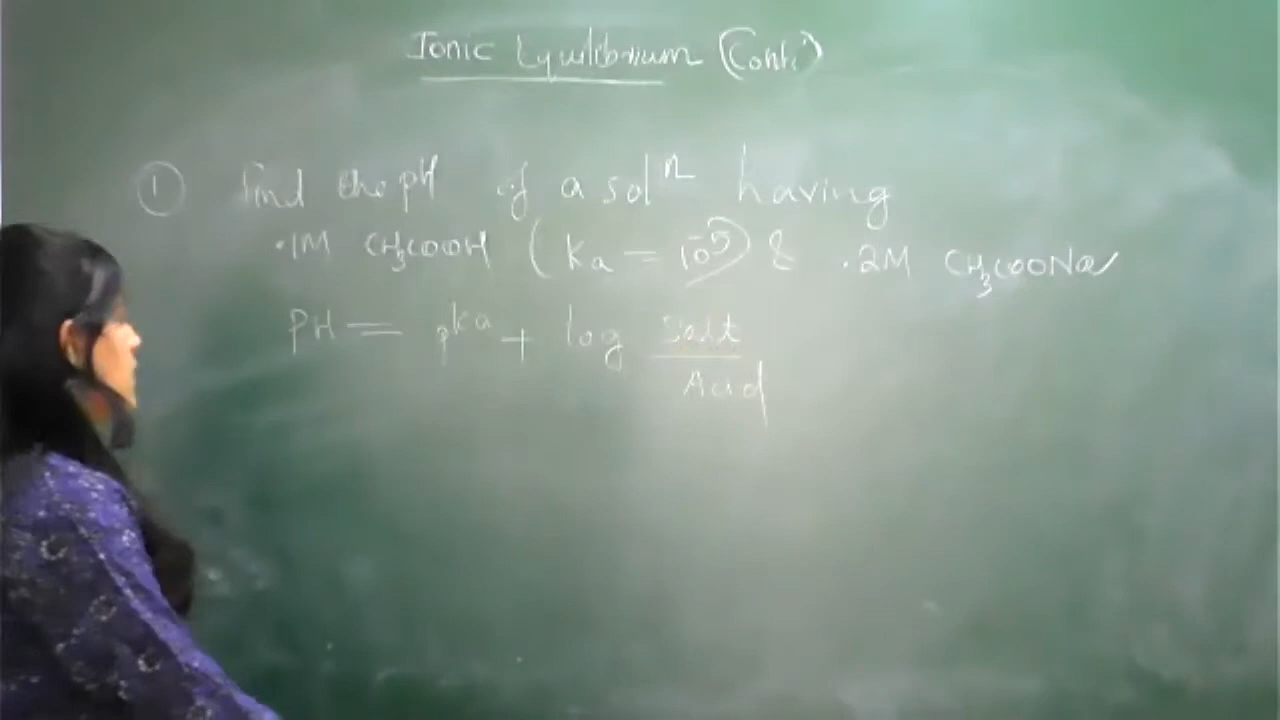 Ionic Equilibrium (Conti)
① Find the pH of a solⁿ having
.1M CH₃COOH (Ka = 10⁻⁵) & .2M CH₃COONa
PH = pKa + log Salt
Acid